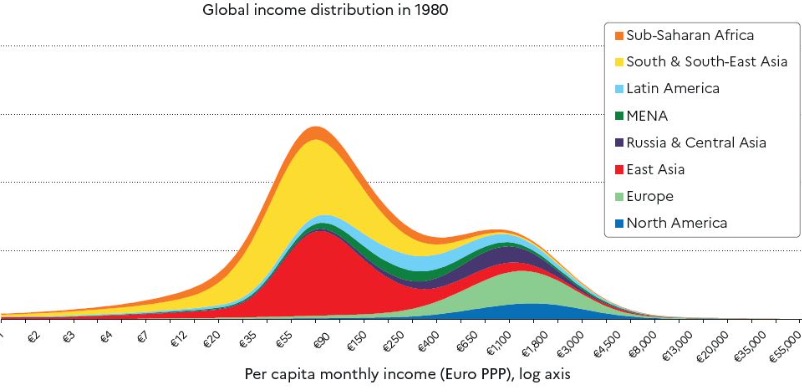 Global income distribution in 1980
Sub-Saharan Africa
South & South-East Asia
Latin America
MENA
Russia & Central Asia
East Asia
Europe
North America
€2
€3
€4
€7
€12
€20
€35
€55
€90
€150
€250
€400
€650
€1,100
€1,800
€3,000
€4,500
€8,000
€13,000
€20,000
€35,000
€55,000
Per capita monthly income (Euro PPP), log axis